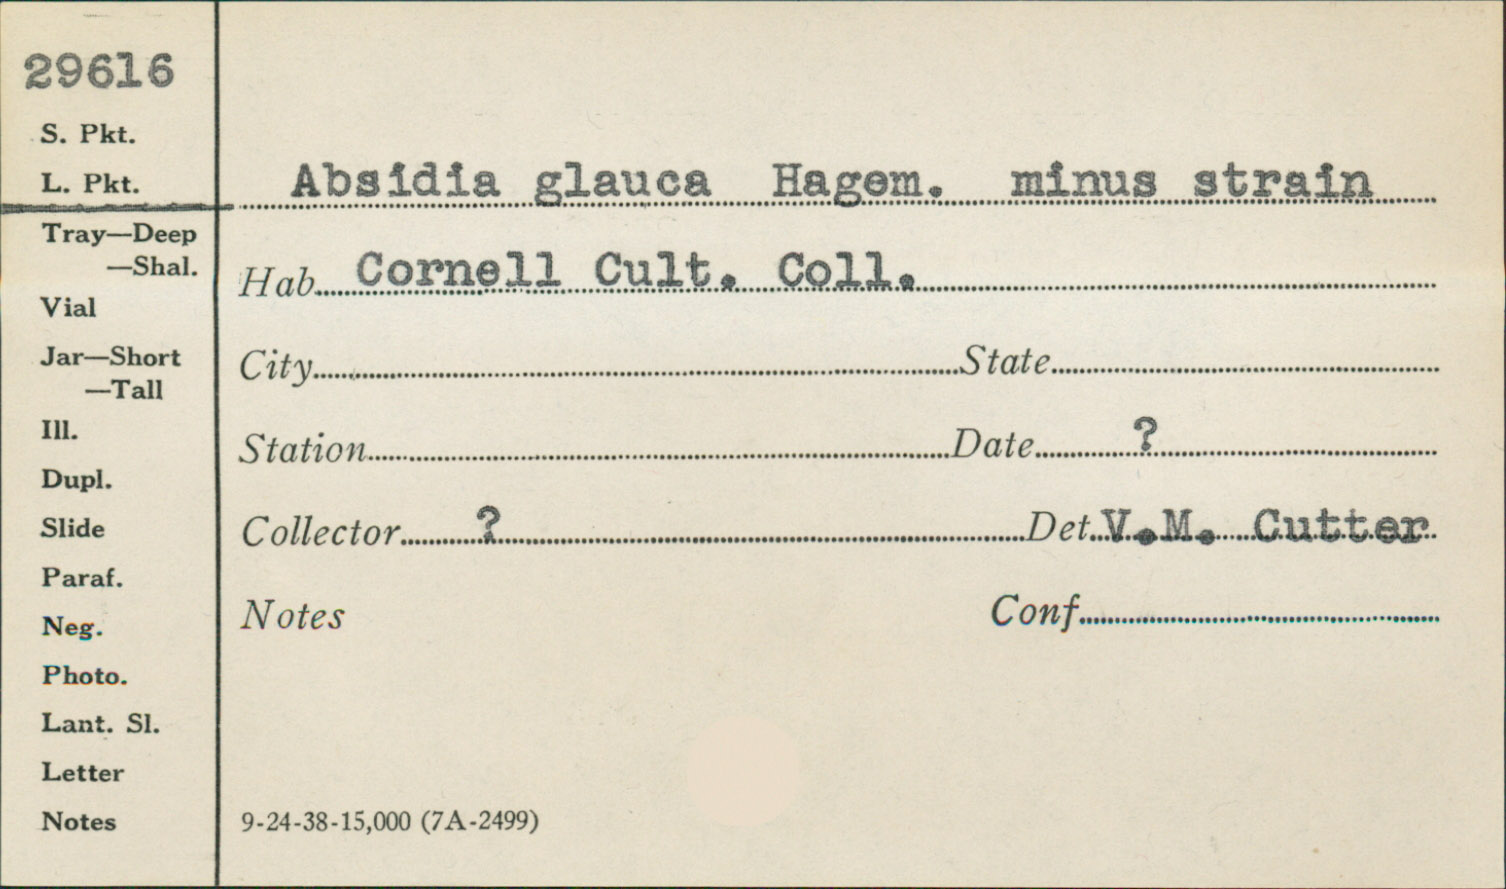 29616
S. Pkt.
L. Pkt.
Tray—Deep
—Shal.
Vial
Jar—Short
—Tall
Ill.
Dupl.
Slide
Paraf.
Neg.
Photo.
Lant. Sl.
Letter
Notes
Absidia glauca Hagem. minus strain
Hab. Cornell Cult. Coll.
City State
Station Date ?
Collector ? Det. V.M. Cutter
Notes Conf.
9-24-38-15,000 (7A-2499)